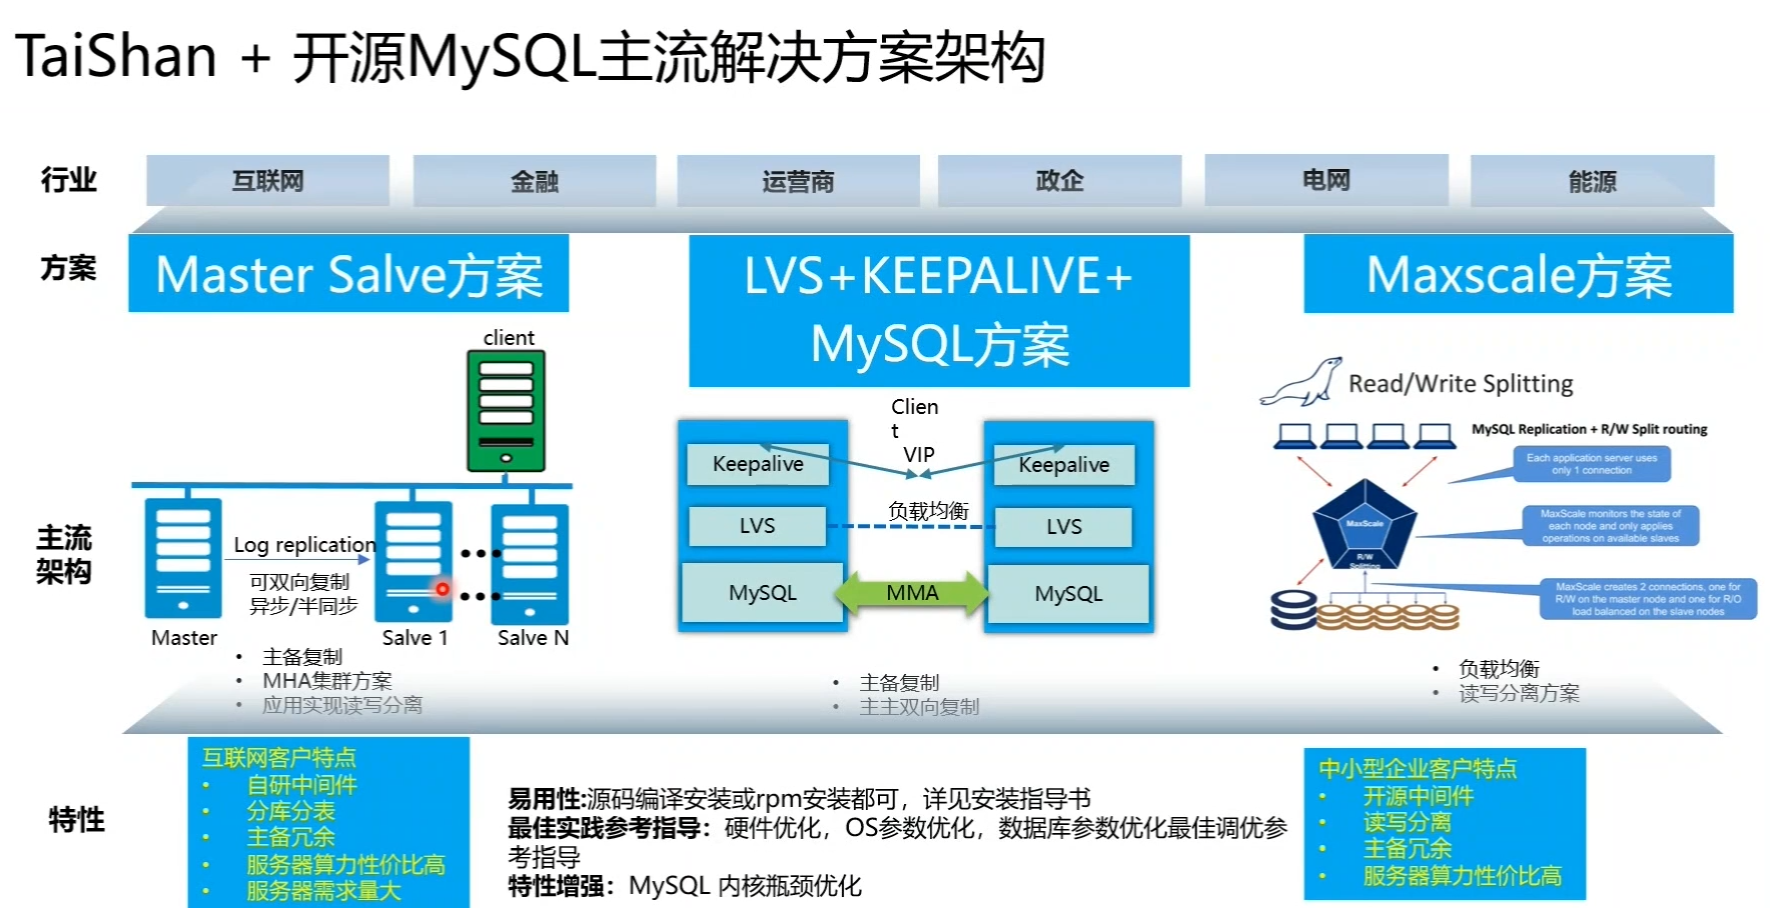 TaiShan + 开源MySQL主流解决方案架构
行业
互联网
金融
运营商
政企
电网
能源
方案
Master Salve方案
LVS+KEEPALIVE+
MySQL方案
Maxscale方案
主流
架构
client
Log replication
可双向复制
异步/半同步
Master
Salve 1
Salve N
主备复制
MHA集群方案
应用实现读写分离
Clien
t
VIP
Keepalive
Keepalive
负载均衡
LVS
LVS
MySQL
MMA
MySQL
主备复制
主主双向复制
Read/Write Splitting
MySQL Replication + R/W Split routing
Each application server uses
only 1 connection
MaxScale
MaxScale monitors the state of
each node and only applies
operations on available slaves
R/W
Splitting
MaxScale creates 2 connections, one for
R/W on the master node and one for R/O
load balanced on the slave nodes
负载均衡
读写分离方案
特性
互联网客户特点
自研中间件
分库分表
主备冗余
服务器算力性价比高
服务器需求量大
易用性:源码编译安装或rpm安装都可，详见安装指导书
最佳实践参考指导：硬件优化，OS参数优化，数据库参数优化最佳调优参
考指导
特性增强：MySQL 内核瓶颈优化
中小型企业客户特点
开源中间件
读写分离
主备冗余
服务器算力性价比高